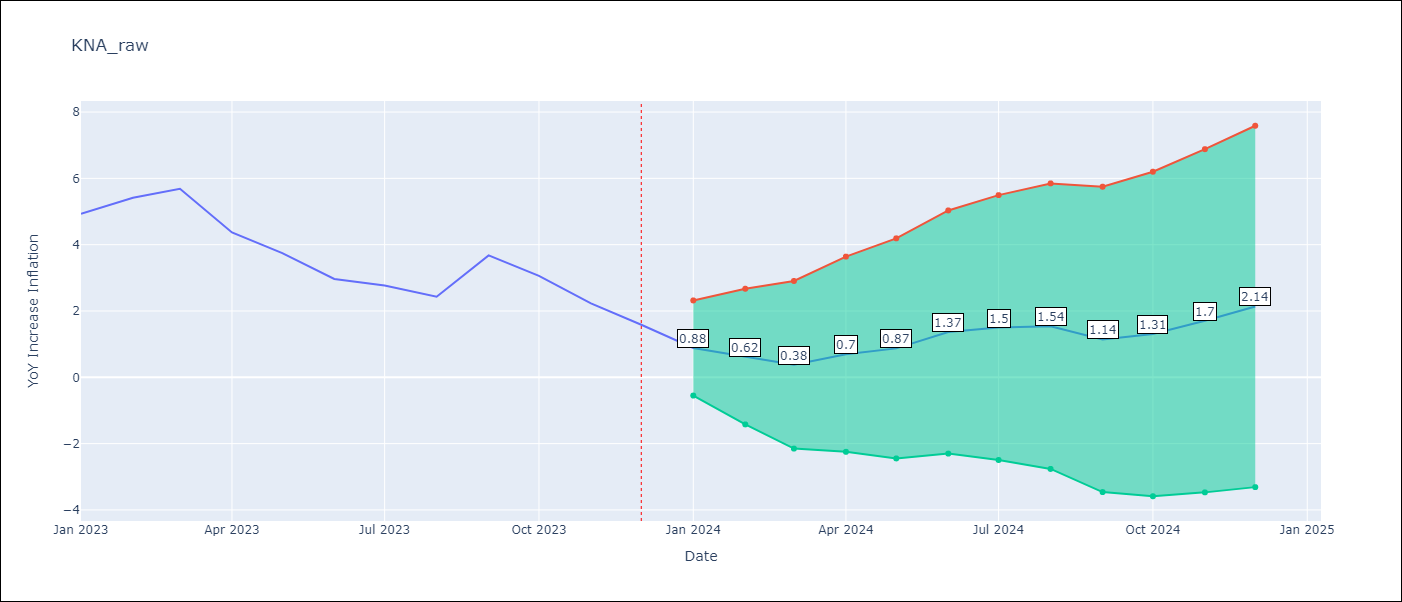 KNA_raw
8
6
4
2
0
−2
−4
YoY Increase Inflation
0.88
0.62
0.38
0.7
0.87
1.37
1.5
1.54
1.14
1.31
1.7
2.14
Jan 2023
Apr 2023
Jul 2023
Oct 2023
Jan 2024
Apr 2024
Jul 2024
Oct 2024
Jan 2025
Date